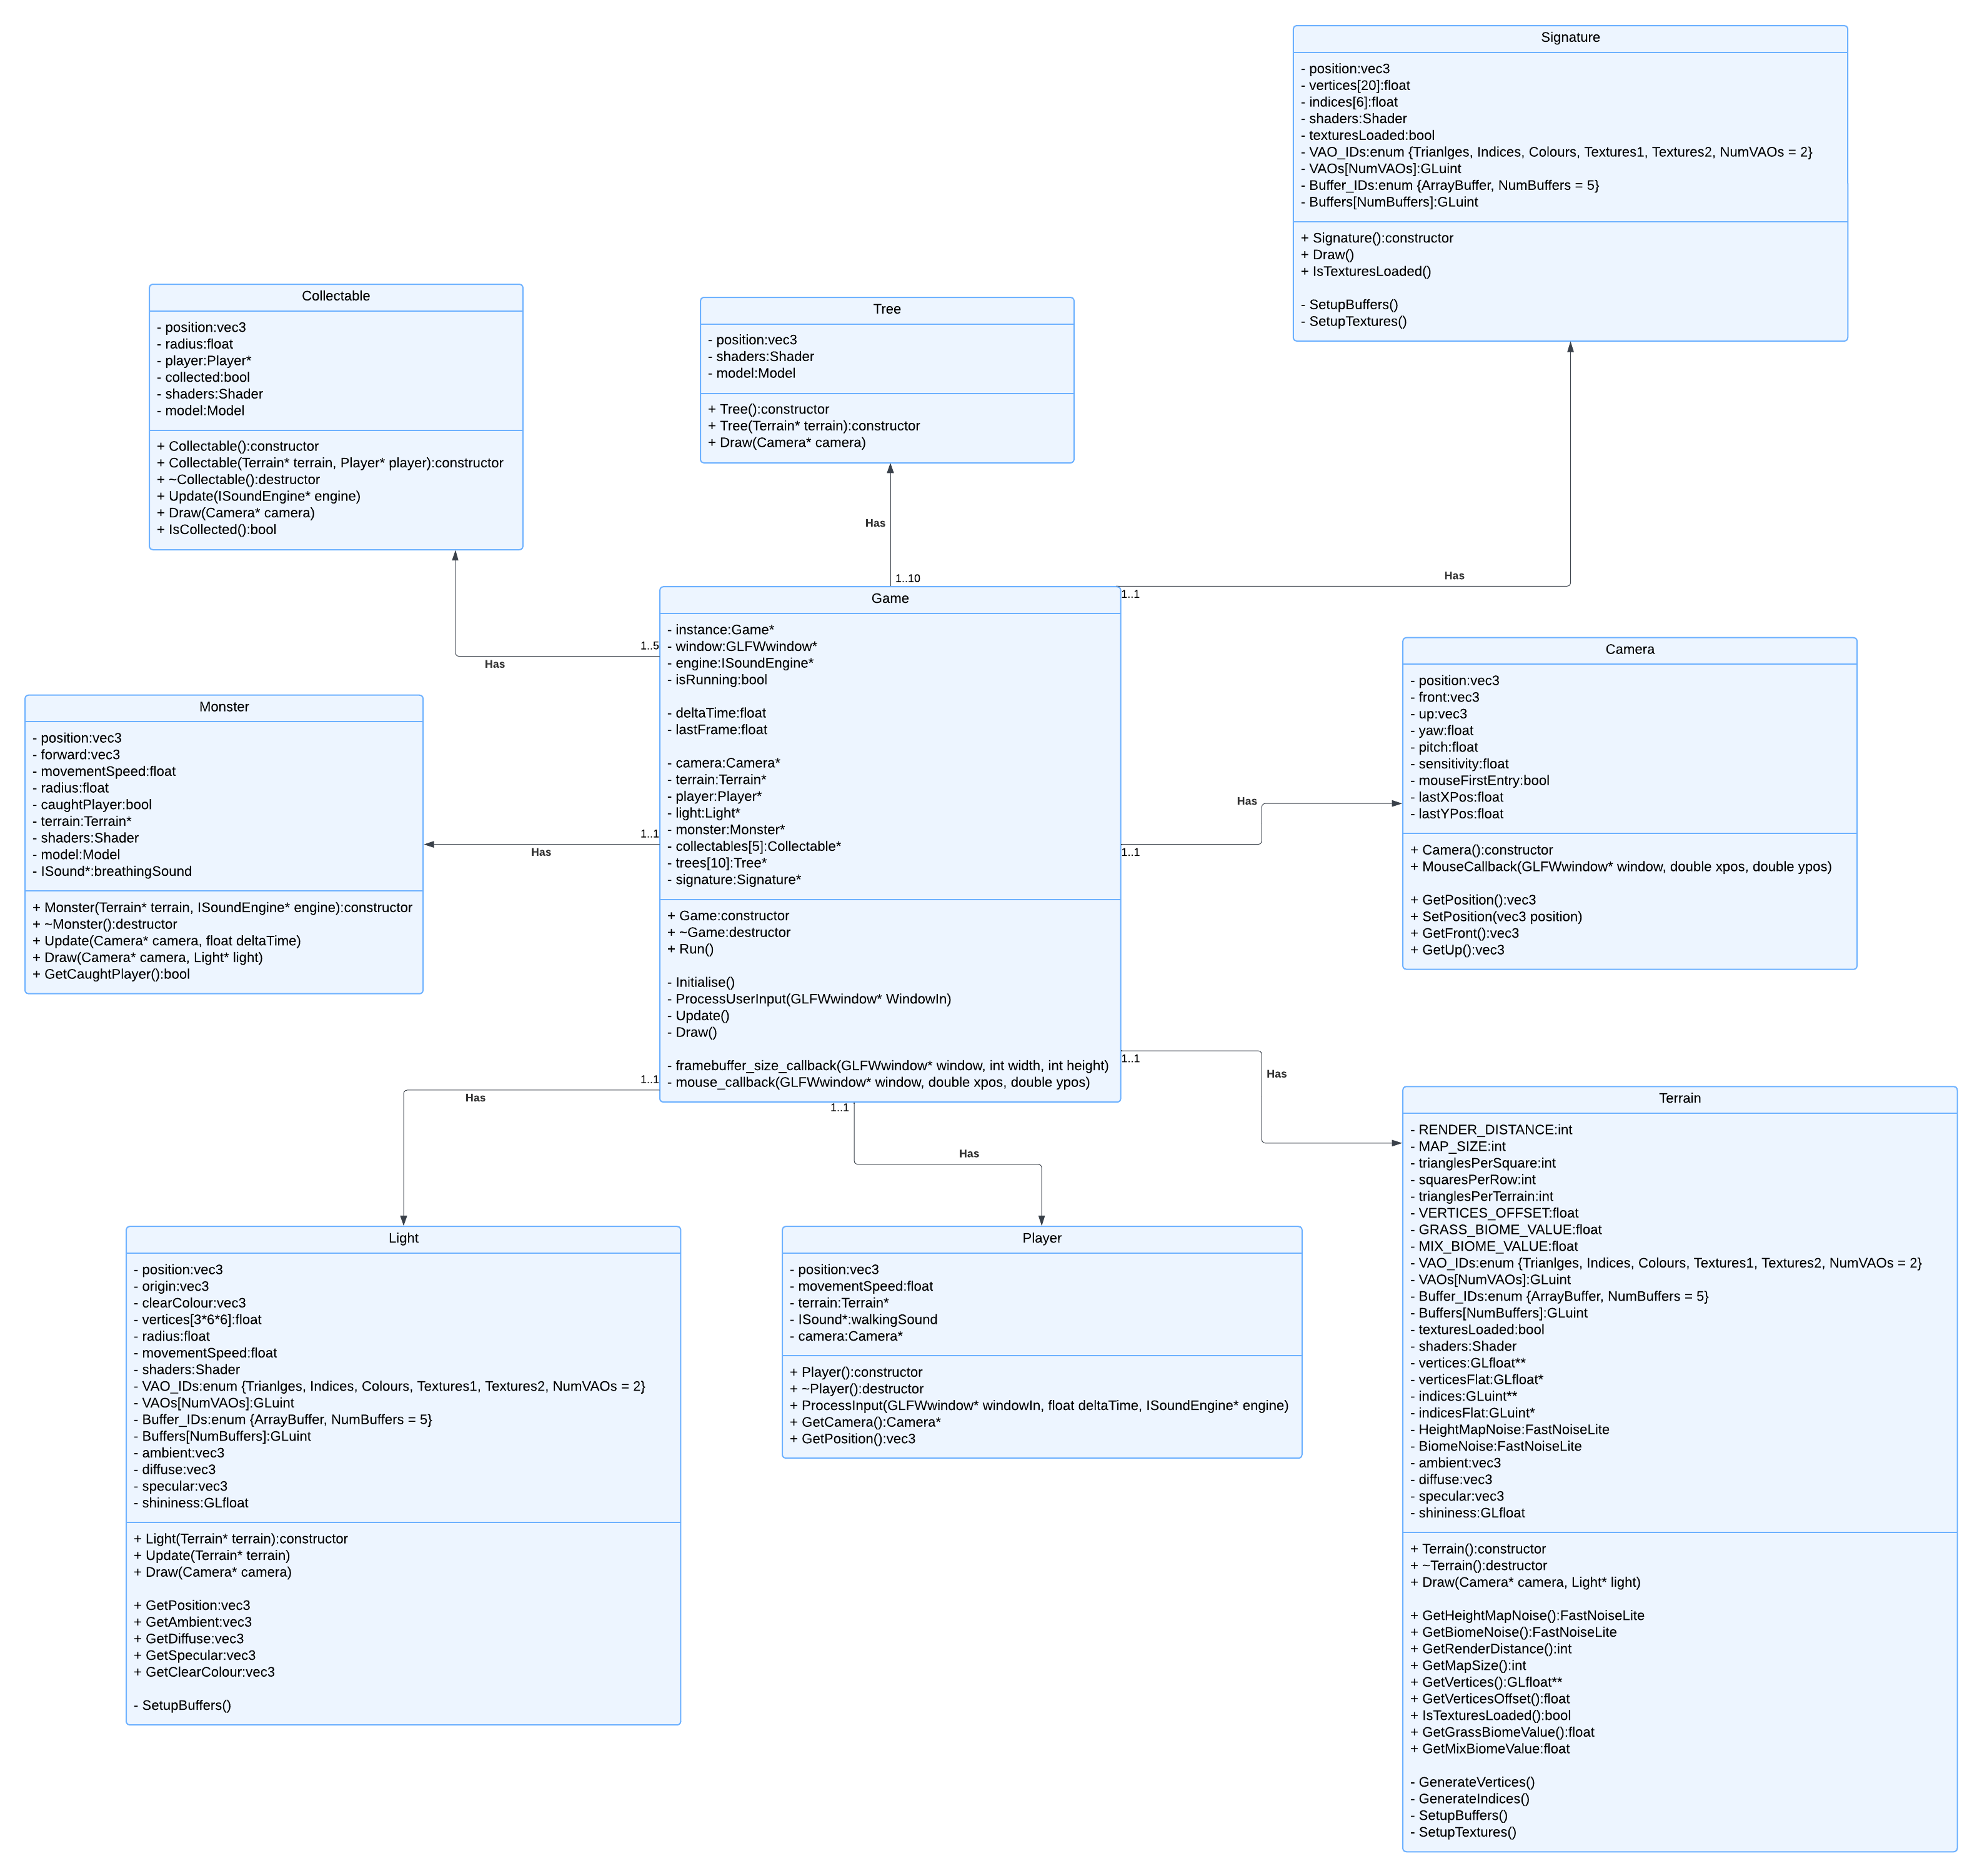 Signature
- position:vec3
- vertices[20]:float
- indices[6]:float
- shaders:Shader
- texturesLoaded:bool
- VAO_IDs:enum {Trianlges, Indices, Colours, Textures1, Textures2, NumVAOs = 2}
- VAOs[NumVAOs]:GLuint
- Buffer_IDs:enum {ArrayBuffer, NumBuffers = 5}
- Buffers[NumBuffers]:GLuint
+ Signature():constructor
+ Draw()
+ IsTexturesLoaded()
- SetupBuffers()
- SetupTextures()
Collectable
- position:vec3
- radius:float
- player:Player*
- collected:bool
- shaders:Shader
- model:Model
+ Collectable():constructor
+ Collectable(Terrain* terrain, Player* player):constructor
+ ~Collectable():destructor
+ Update(ISoundEngine* engine)
+ Draw(Camera* camera)
+ IsCollected():bool
Tree
- position:vec3
- shaders:Shader
- model:Model
+ Tree():constructor
+ Tree(Terrain* terrain):constructor
+ Draw(Camera* camera)
Has
1..10
Has
1..1
1..5
Has
Game
- instance:Game*
- window:GLFWwindow*
- engine:ISoundEngine*
- isRunning:bool
- deltaTime:float
- lastFrame:float
- camera:Camera*
- terrain:Terrain*
- player:Player*
- light:Light*
- monster:Monster*
- collectables[5]:Collectable*
- trees[10]:Tree*
- signature:Signature*
+ Game:constructor
+ ~Game:destructor
+ Run()
- Initialise()
- ProcessUserInput(GLFWwindow* WindowIn)
- Update()
- Draw()
- framebuffer_size_callback(GLFWwindow* window, int width, int height)
- mouse_callback(GLFWwindow* window, double xpos, double ypos)
Camera
- position:vec3
- front:vec3
- up:vec3
- yaw:float
- pitch:float
- sensitivity:float
- mouseFirstEntry:bool
- lastXPos:float
- lastYPos:float
+ Camera():constructor
+ MouseCallback(GLFWwindow* window, double xpos, double ypos)
+ GetPosition():vec3
+ SetPosition(vec3 position)
+ GetFront():vec3
+ GetUp():vec3
Has
1..1
Monster
- position:vec3
- forward:vec3
- movementSpeed:float
- radius:float
- caughtPlayer:bool
- terrain:Terrain*
- shaders:Shader
- model:Model
- ISound*:breathingSound
+ Monster(Terrain* terrain, ISoundEngine* engine):constructor
+ ~Monster():destructor
+ Update(Camera* camera, float deltaTime)
+ Draw(Camera* camera, Light* light)
+ GetCaughtPlayer():bool
1..1
Has
1..1
Has
1..1
Has
1..1
Has
Light
- position:vec3
- origin:vec3
- clearColour:vec3
- vertices[3*6*6]:float
- radius:float
- movementSpeed:float
- shaders:Shader
- VAO_IDs:enum {Trianlges, Indices, Colours, Textures1, Textures2, NumVAOs = 2}
- VAOs[NumVAOs]:GLuint
- Buffer_IDs:enum {ArrayBuffer, NumBuffers = 5}
- Buffers[NumBuffers]:GLuint
- ambient:vec3
- diffuse:vec3
- specular:vec3
- shininess:GLfloat
+ Light(Terrain* terrain):constructor
+ Update(Terrain* terrain)
+ Draw(Camera* camera)
+ GetPosition:vec3
+ GetAmbient:vec3
+ GetDiffuse:vec3
+ GetSpecular:vec3
+ GetClearColour:vec3
- SetupBuffers()
Player
- position:vec3
- movementSpeed:float
- terrain:Terrain*
- ISound*:walkingSound
- camera:Camera*
+ Player():constructor
+ ~Player():destructor
+ ProcessInput(GLFWwindow* windowIn, float deltaTime, ISoundEngine* engine)
+ GetCamera():Camera*
+ GetPosition():vec3
Terrain
- RENDER_DISTANCE:int
- MAP_SIZE:int
- trianglesPerSquare:int
- squaresPerRow:int
- trianglesPerTerrain:int
- VERTICES_OFFSET:float
- GRASS_BIOME_VALUE:float
- MIX_BIOME_VALUE:float
- VAO_IDs:enum {Trianlges, Indices, Colours, Textures1, Textures2, NumVAOs = 2}
- VAOs[NumVAOs]:GLuint
- Buffer_IDs:enum {ArrayBuffer, NumBuffers = 5}
- Buffers[NumBuffers]:GLuint
- texturesLoaded:bool
- shaders:Shader
- vertices:GLfloat**
- verticesFlat:GLfloat*
- indices:GLuint**
- indicesFlat:GLuint*
- HeightMapNoise:FastNoiseLite
- BiomeNoise:FastNoiseLite
- ambient:vec3
- diffuse:vec3
- specular:vec3
- shininess:GLfloat
+ Terrain():constructor
+ ~Terrain():destructor
+ Draw(Camera* camera, Light* light)
+ GetHeightMapNoise():FastNoiseLite
+ GetBiomeNoise():FastNoiseLite
+ GetRenderDistance():int
+ GetMapSize():int
+ GetVertices():GLfloat**
+ GetVerticesOffset():float
+ IsTexturesLoaded():bool
+ GetGrassBiomeValue():float
+ GetMixBiomeValue:float
- GenerateVertices()
- GenerateIndices()
- SetupBuffers()
- SetupTextures()